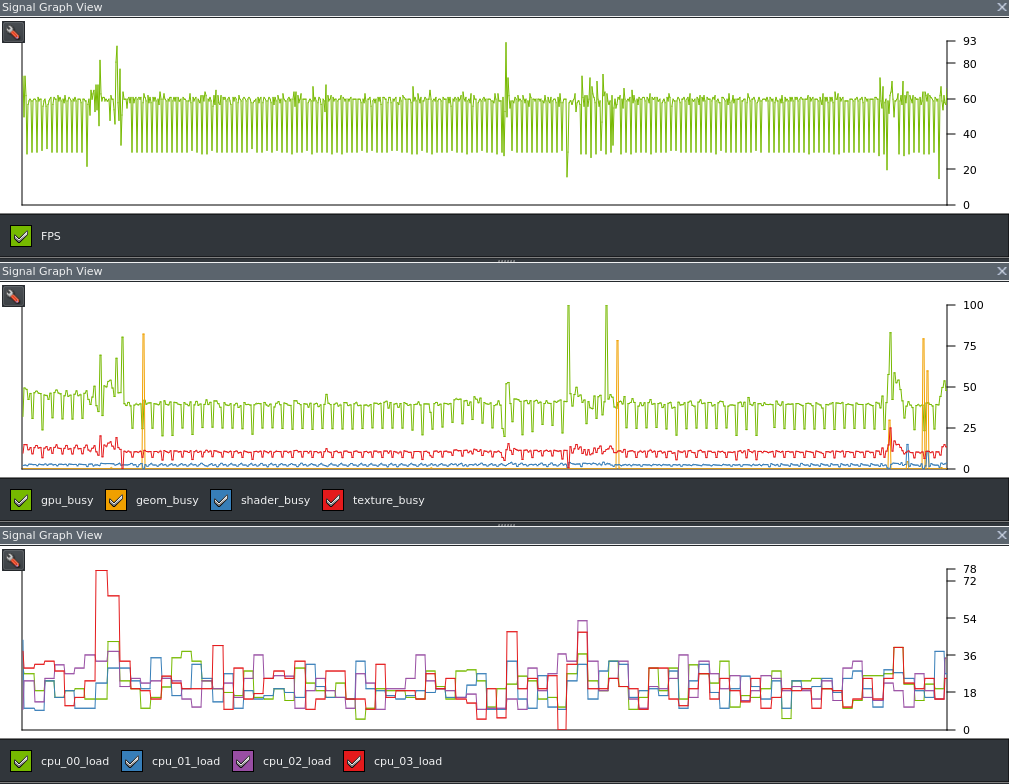 Signal Graph View
93
80
60
40
20
0
FPS
Signal Graph View
100
75
50
25
0
gpu_busy geom_busy shader_busy texture_busy
Signal Graph View
78
72
54
36
18
0
cpu_00_load cpu_01_load cpu_02_load cpu_03_load